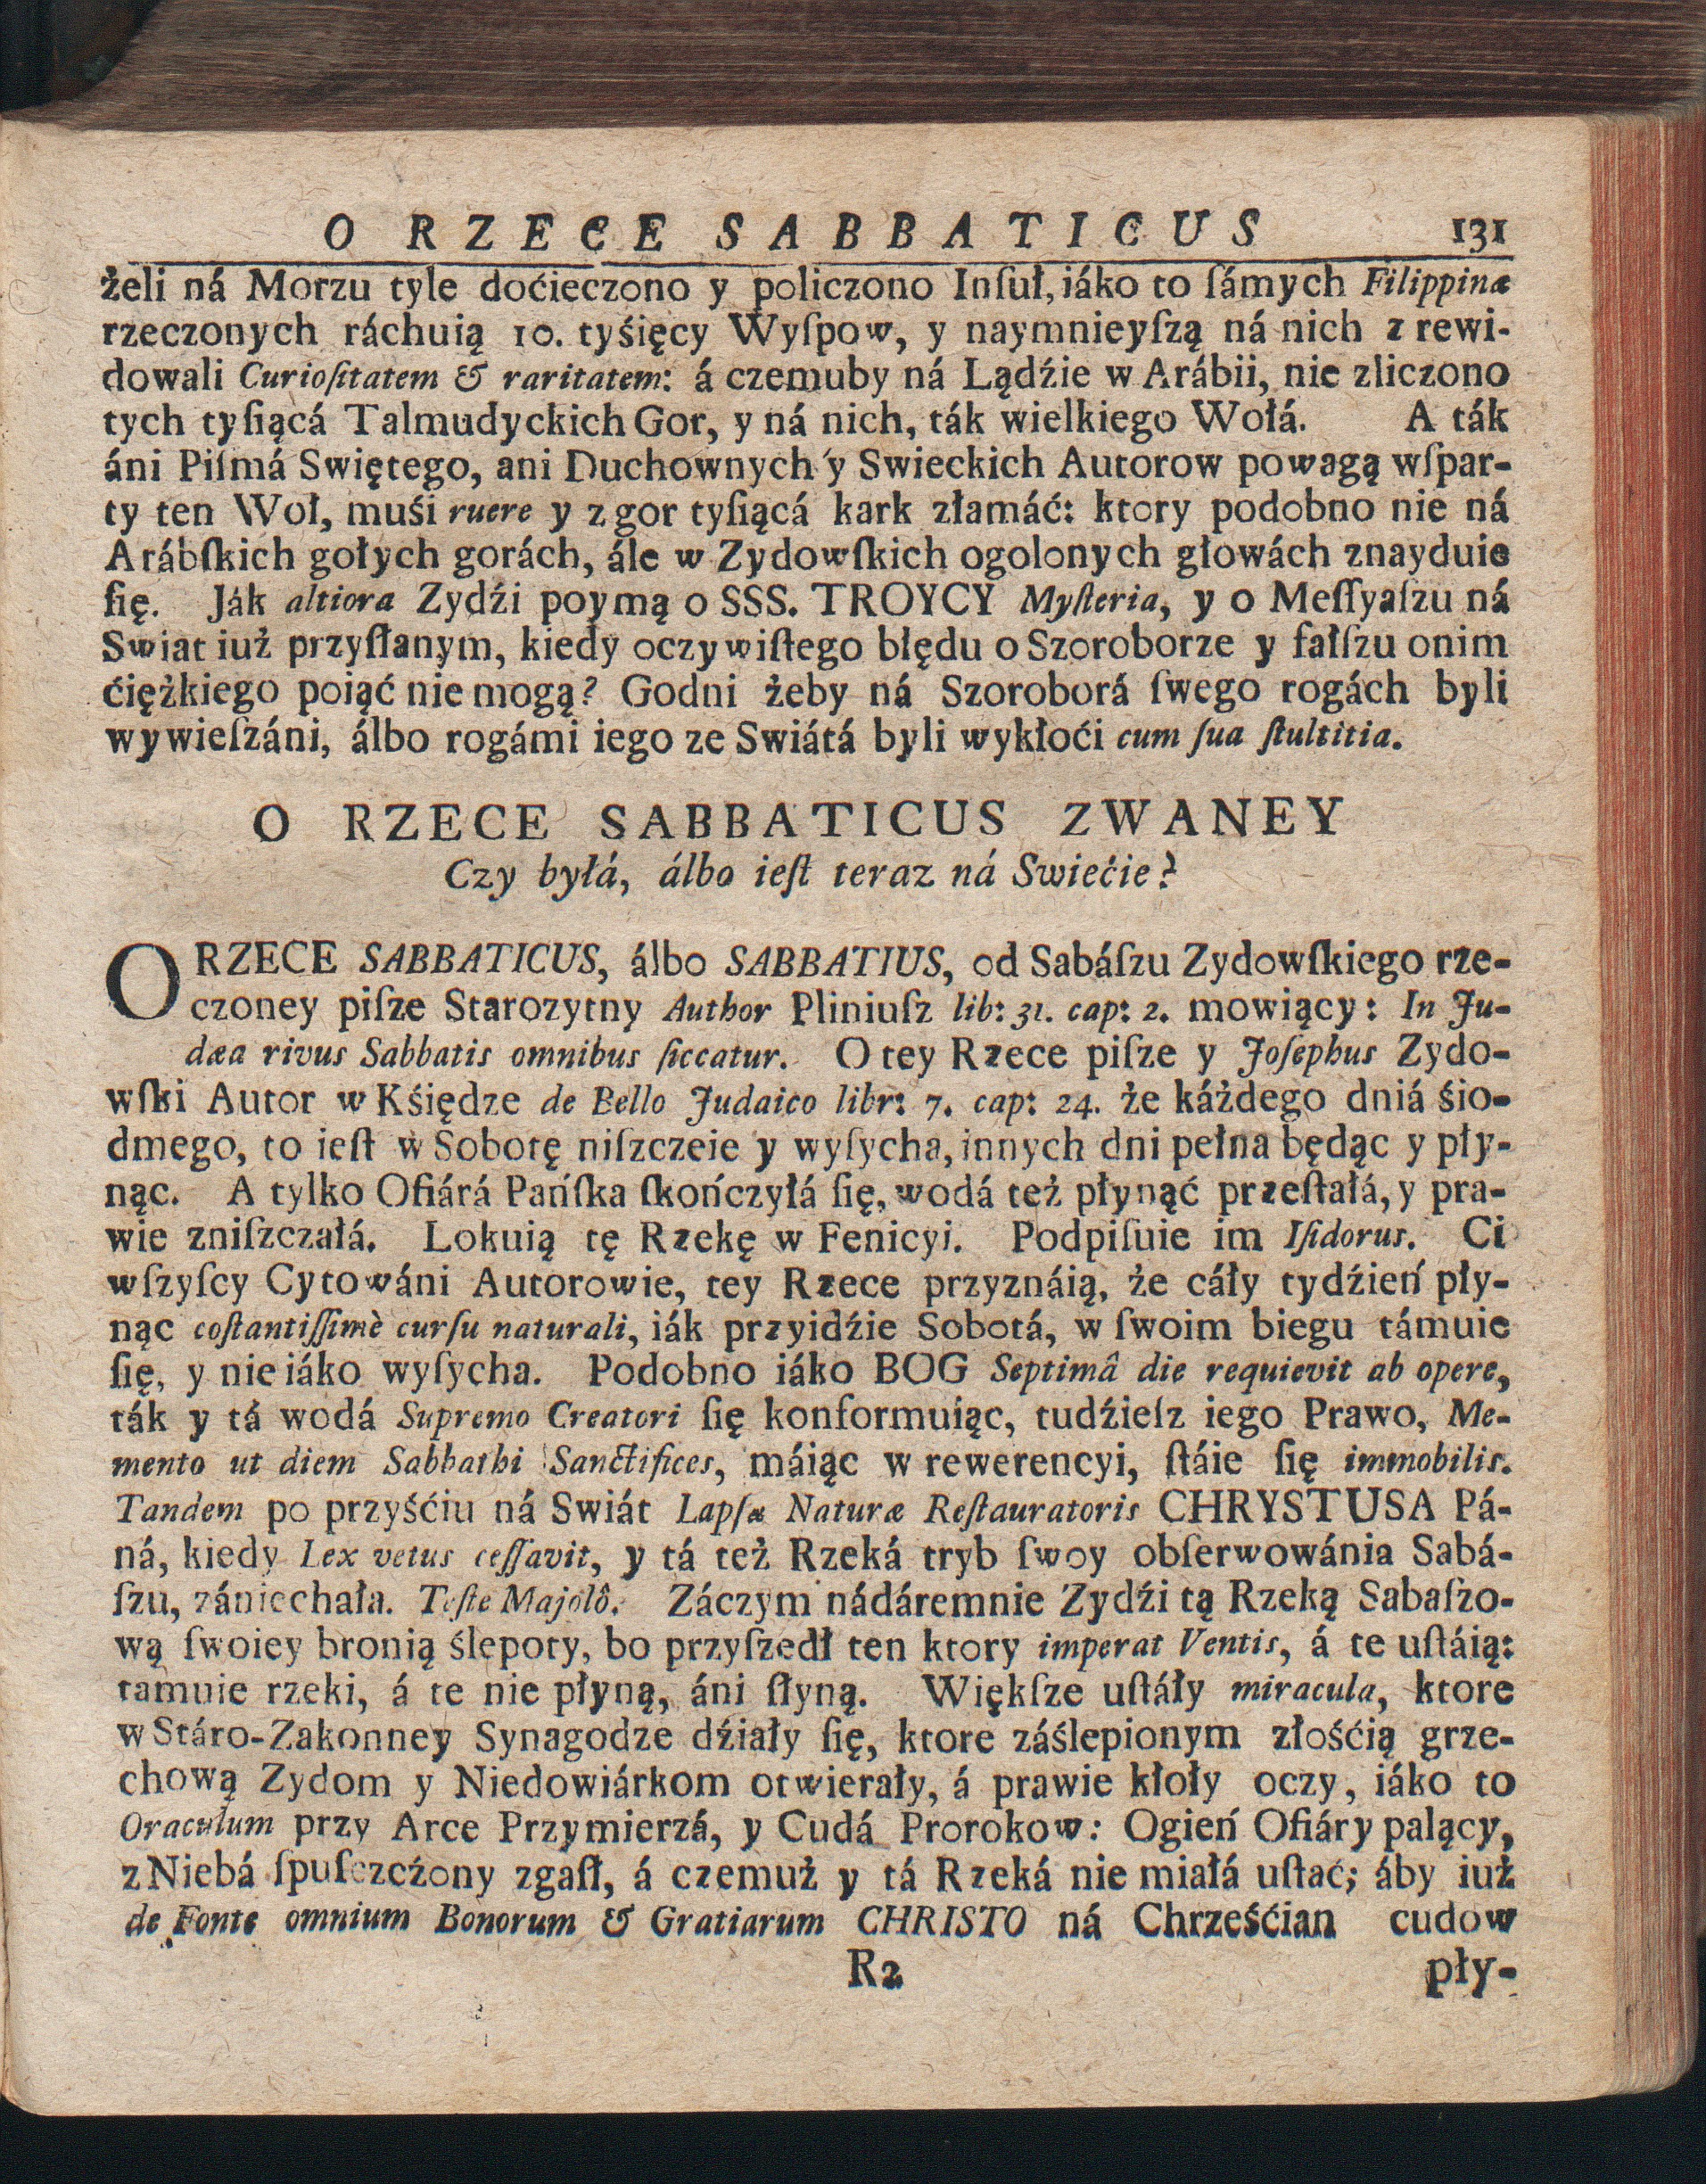 O RZECE SABBATICUS 131
żeli ná Morzu tyle doćieczono y policzono Inſuł, iáko to ſámych Filippinæ
rzeczonych ráchuią 10. tyśięcy Wyſpow, y naymnieyſzą ná nich z rewi-
dowali Curioſitatem & raritatem: á czemuby ná Lądźie w Arábii, nie zliczono
tych tyſiącá Talmudyckich Gor, y ná nich, ták wielkiego Wołá. A ták
áni Piſmá Swiętego, ani Duchownych y Swieckich Autorow powagą wſpar-
ty ten Woł, muśi ruere y z gor tyſiącá kark złamáć: ktory podobno nie ná
Arábſkich gołych gorách, ále w Zydowſkich ogolonych głowách znayduie
ſię. Ják altiora Zydźi poymą o SSS. TROYCY Myſteria, y o Meſſyaſzu ná
Swiat iuż przyſłanym, kiedy oczywiſtego błędu o Szoroborze y fałſzu onim
ćiężkiego poiąć nie mogą? Godni żeby ná Szoroborá ſwego rogách byli
wywieſzáni, álbo rogámi iego ze Swiátá byli wykłoći cum ſua ſtultitia.
O RZECE SABBATICUS ZWANEY
Czy byłá, álbo ieſt teraz ná Swiećie?
O RZECE SABBATICUS, álbo SABBATIUS, od Sabáſzu Zydowſkiego rze-
czoney piſze Starozytny Author Pliniuſz lib: 31. cap: 2. mowiący: In Ju-
dæa rivus Sabbatis omnibus ſiccatur. O tey Rzece piſze y Joſephus Zydo-
wſki Autor w Kśiędze de Bello Judaico libr: 7. cap: 24. że káżdego dniá śio-
dmego, to ieſt w Sobotę niſzczeie y wyſycha, innych dni pełna będąc y pły-
nąc. A tylko Ofiárá Pańſka ſkończyłá ſię, wodá też płynąć przeſtałá, y pra-
wie zniſzczałá. Lokuią tę Rzekę w Fenicyi. Podpiſuie im Iſidorus. Ci
wſzyſcy Cytowáni Autorowie, tey Rzece przyznáią, że cáły tydźień pły-
nąc coſtantiſſimè curſu naturali, iák przyidźie Sobotá, w ſwoim biegu támuie
ſię, y nie iáko wyſycha. Podobno iáko BOG Septimâ die requievit ab opere,
ták y tá wodá Supremo Creatori ſię konformuiąc, tudźieſz iego Prawo, Me-
mento ut diem Sabbathi Sanctifices, máiąc w rewerencyi, ſtáie ſię immobilis.
Tandem po przyśćiu ná Swiát Lapſæ Naturæ Reſtauratoris CHRYSTUSA Pá-
ná, kiedy Lex vetus ceſſavit, y tá też Rzeká tryb ſwoy obſerwowánia Sabá-
ſzu, zániechała. Teſte Majolô. Záczym nádáremnie Zydźi tą Rzeką Sabaſzo-
wą ſwoiey bronią ślepoty, bo przyſzedł ten ktory imperat Ventis, á te uſtáią:
tamuie rzeki, á te nie płyną, áni ſłyną. Więkſze uſtáły miracula, ktore
w Stáro-Zakonney Synagodze dźiały ſię, ktore záślepionym złośćią grze-
chową Zydom y Niedowiárkom otwierały, á prawie kłoły oczy, iáko to
Oraculum przy Arce Przymierzá, y Cudá Prorokow: Ogień Ofiáry palący,
z Niebá ſpuſzczźony zgaſł, á czemuż y tá Rzeká nie miałá uſtać; áby iuż
de Fonte omnium Bonorum & Gratiarum CHRISTO ná Chrześćian cudow
R2 pły-